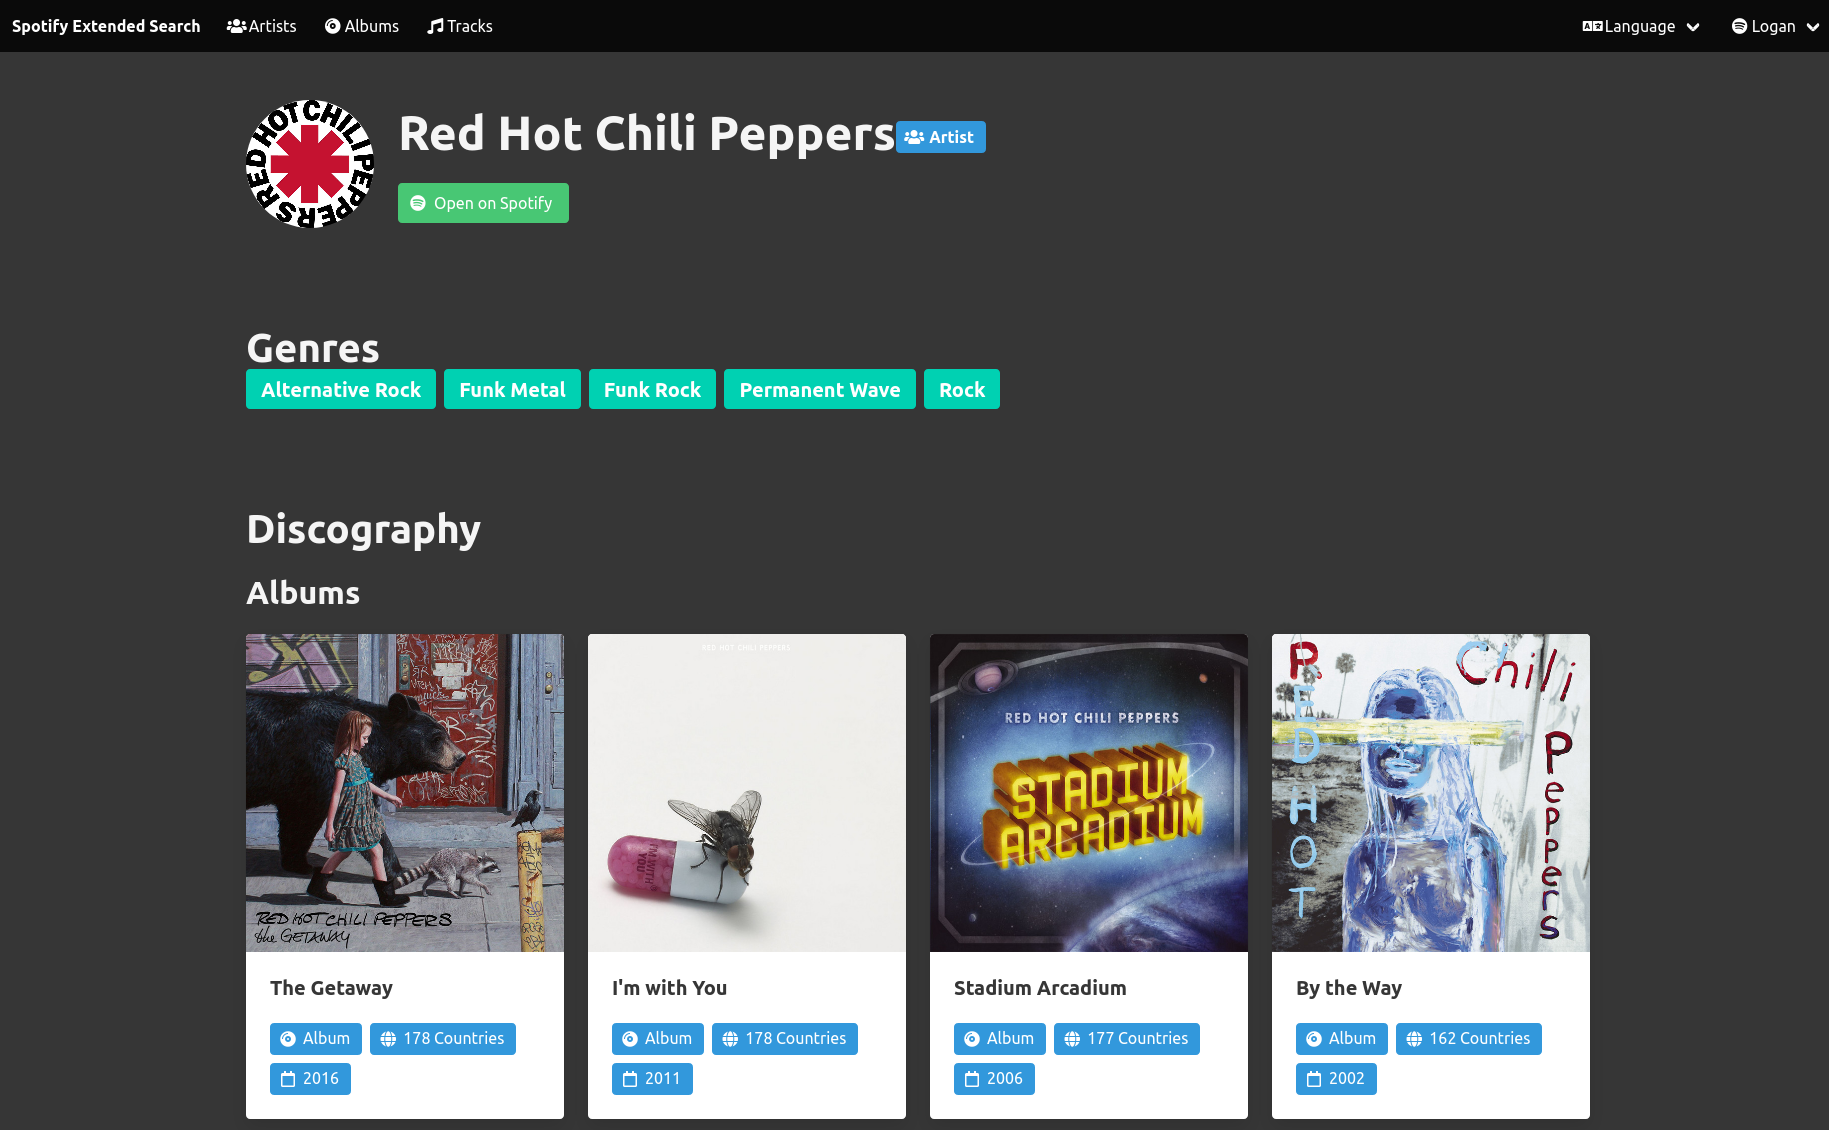 Spotify Extended Search Artists Albums Tracks Language Logan
RED HOT CHILI PEPPERS
Red Hot Chili Peppers Artist
Open on Spotify
Genres
Alternative Rock Funk Metal Funk Rock Permanent Wave Rock
Discography
Albums
RED HOT CHILI PEPPERS
the GETAWAY
RED HOT CHILI PEPPERS
I'M WITH YOU
RED HOT CHILI PEPPERS
STADIUM
ARCADIUM
RED HOT
Chili
Peppers
The Getaway
Album 178 Countries
2016
I'm with You
Album 178 Countries
2011
Stadium Arcadium
Album 177 Countries
2006
By the Way
Album 162 Countries
2002